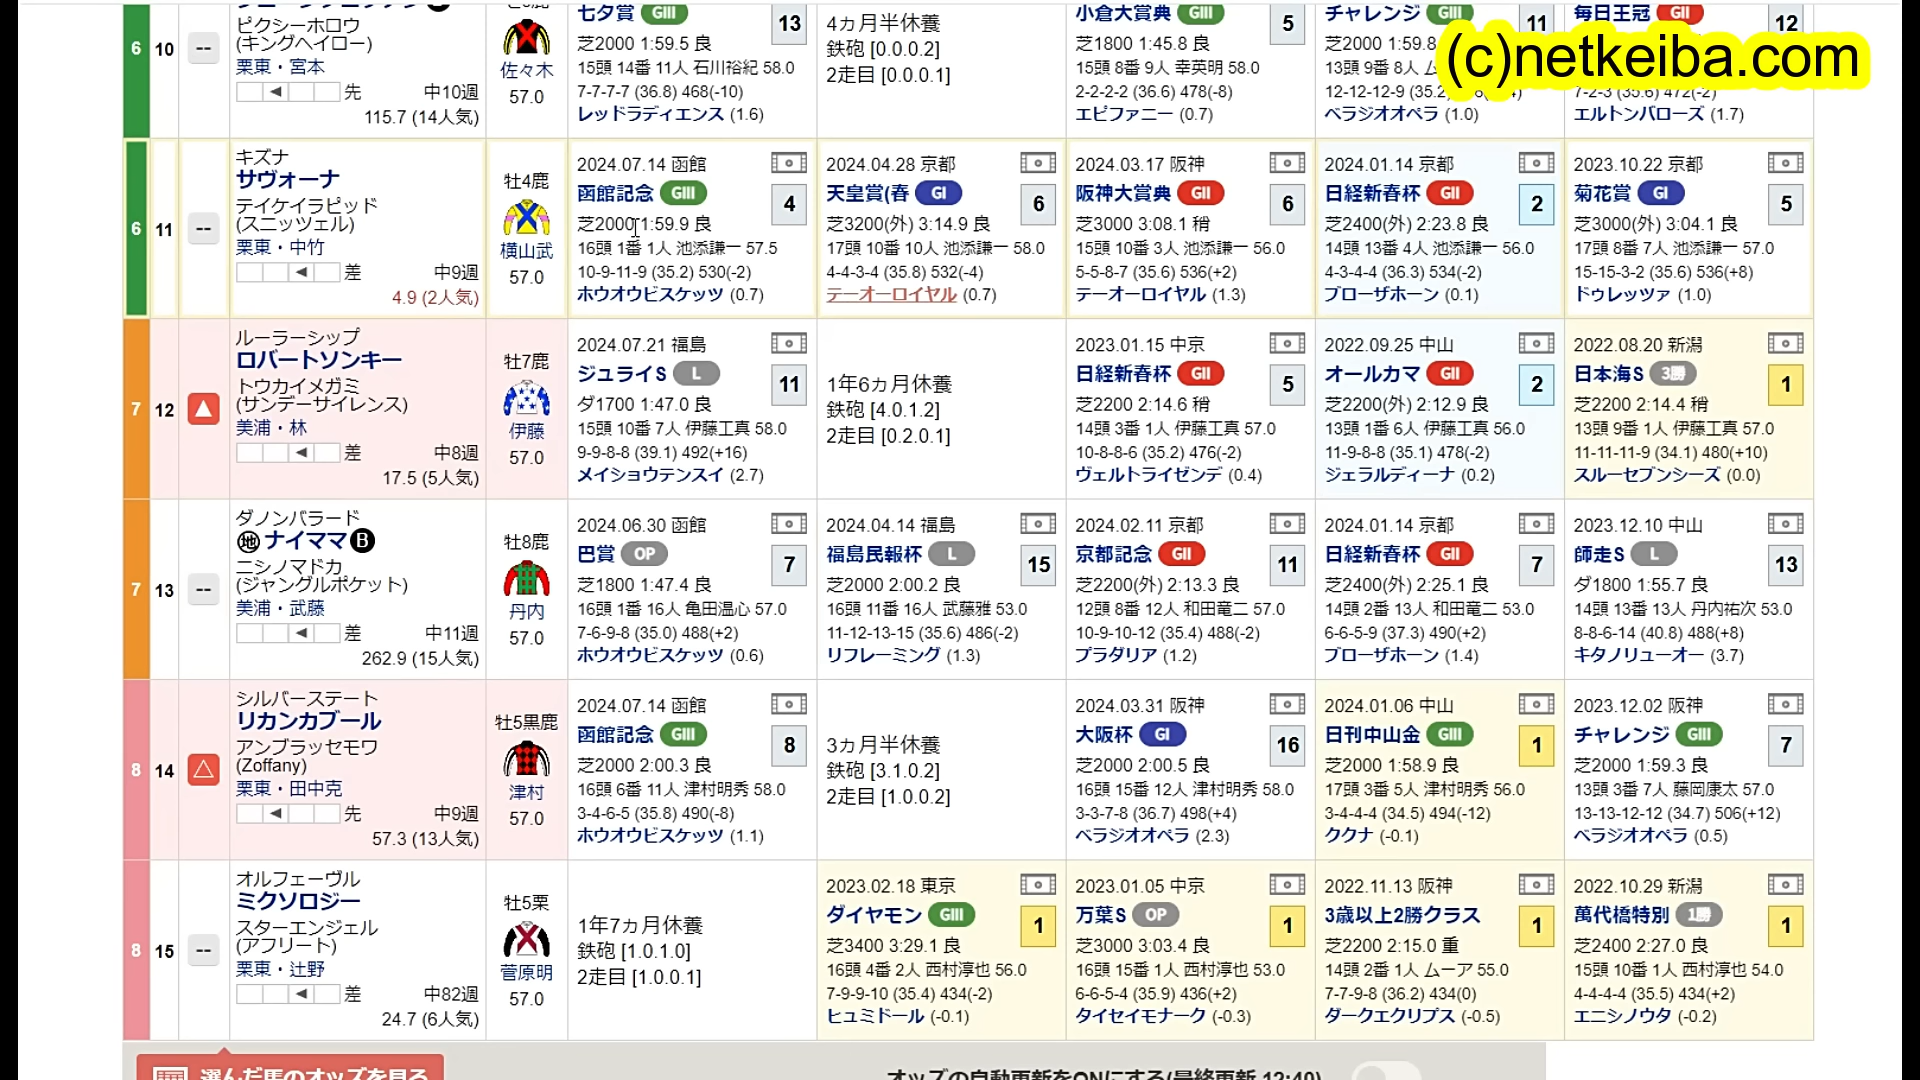 (c)netkeiba.com
6 10 --
ピクシーホロウ
(キングヘイロー)
栗東・宮本
先 中10週
115.7 (14人気)
佐々木
57.0
七夕賞 GIII 13
芝2000 1:59.5 良
15頭 14番 11人 石川裕紀 58.0
7-7-7-7 (36.8) 468(-10)
レッドラディエンス (1.6)
4ヵ月半休養
鉄砲 [0.0.0.2]
2走目 [0.0.0.1]
小倉大賞典 GIII 5
芝1800 1:45.8 良
15頭 8番 9人 幸英明 58.0
2-2-2-2 (36.6) 478(-8)
エピファニー (0.7)
チャレンジ GIII 11
芝2000 1:59.8
13頭 9番 8人
12-12-12-9 (35.2)
ベラジオオペラ (1.0)
毎日王冠 GII 12
7-2-3 (35.6) 472(-2)
エルトンバローズ (1.7)
6 11 --
キズナ
サヴォーナ
テイケイラピッド
(スニッツェル)
栗東・中竹
差 中9週
4.9 (2人気)
牡4鹿
横山武
57.0
2024.07.14 函館
函館記念 GIII 4
芝2000 1:59.9 良
16頭 1番 1人 池添謙一 57.5
10-9-11-9 (35.2) 530(-2)
ホウオウビスケッツ (0.7)
2024.04.28 京都
天皇賞(春 GI 6
芝3200(外) 3:14.9 良
17頭 10番 10人 池添謙一 58.0
4-4-3-4 (35.8) 532(-4)
テーオーロイヤル (0.7)
2024.03.17 阪神
阪神大賞典 GII 6
芝3000 3:08.1 稍
15頭 10番 3人 池添謙一 56.0
5-5-8-7 (35.6) 536(+2)
テーオーロイヤル (1.3)
2024.01.14 京都
日経新春杯 GII 2
芝2400(外) 2:23.8 良
14頭 13番 4人 池添謙一 56.0
4-3-4-4 (36.3) 534(-2)
ブローザホーン (0.1)
2023.10.22 京都
菊花賞 GI 5
芝3000(外) 3:04.1 良
17頭 8番 7人 池添謙一 57.0
15-15-3-2 (35.6) 536(+8)
ドゥレッツァ (1.0)
7 12 ▲
ルーラーシップ
ロバートソンキー
トウカイメガミ
(サンデーサイレンス)
美浦・林
差 中8週
17.5 (5人気)
牡7鹿
伊藤
57.0
2024.07.21 福島
ジュライS L 11
ダ1700 1:47.0 良
15頭 10番 7人 伊藤工真 58.0
9-9-8-8 (39.1) 492(+16)
メイショウテンスイ (2.7)
1年6ヵ月休養
鉄砲 [4.0.1.2]
2走目 [0.2.0.1]
2023.01.15 中京
日経新春杯 GII 5
芝2200 2:14.6 稍
14頭 3番 1人 伊藤工真 57.0
10-8-8-6 (35.2) 476(-2)
ヴェルトライゼンデ (0.4)
2022.09.25 中山
オールカマ GII 2
芝2200(外) 2:12.9 良
13頭 1番 6人 伊藤工真 56.0
11-9-8-8 (35.1) 478(-2)
ジェラルディーナ (0.2)
2022.08.20 新潟
日本海S 3勝 1
芝2200 2:14.4 稍
13頭 9番 1人 伊藤工真 57.0
11-11-11-9 (34.1) 480(+10)
スルーセブンシーズ (0.0)
7 13 --
ダノンバラード
地 ナイママ B
ニシノマドカ
(ジャングルポケット)
美浦・武藤
差 中11週
262.9 (15人気)
牡8鹿
丹内
57.0
2024.06.30 函館
巴賞 OP 7
芝1800 1:47.4 良
16頭 1番 16人 亀田温心 57.0
7-6-9-8 (35.0) 488(+2)
ホウオウビスケッツ (0.6)
2024.04.14 福島
福島民報杯 L 15
芝2000 2:00.2 良
16頭 11番 16人 武藤雅 53.0
11-12-13-15 (35.6) 486(-2)
リフレーミング (1.3)
2024.02.11 京都
京都記念 GII 11
芝2200(外) 2:13.3 良
12頭 8番 12人 和田竜二 57.0
10-9-10-12 (35.4) 488(-2)
プラダリア (1.2)
2024.01.14 京都
日経新春杯 GII 7
芝2400(外) 2:25.1 良
14頭 2番 13人 和田竜二 53.0
6-6-5-9 (37.3) 490(+2)
ブローザホーン (1.4)
2023.12.10 中山
師走S L 13
ダ1800 1:55.7 良
14頭 13番 13人 丹内祐次 53.0
8-8-6-14 (40.8) 488(+8)
キタノリューオー (3.7)
8 14 △
シルバーステート
リカンカブール
アンブラッセモワ
(Zoffany)
栗東・田中克
先 中9週
57.3 (13人気)
牡5黒鹿
津村
57.0
2024.07.14 函館
函館記念 GIII 8
芝2000 2:00.3 良
16頭 6番 11人 津村明秀 58.0
3-4-6-5 (35.8) 490(-8)
ホウオウビスケッツ (1.1)
3ヵ月半休養
鉄砲 [3.1.0.2]
2走目 [1.0.0.2]
2024.03.31 阪神
大阪杯 GI 16
芝2000 2:00.5 良
16頭 15番 12人 津村明秀 58.0
3-3-7-8 (36.7) 498(+4)
ベラジオオペラ (2.3)
2024.01.06 中山
日刊中山金 GIII 1
芝2000 1:58.9 良
17頭 3番 5人 津村明秀 56.0
3-4-4-4 (34.5) 494(-12)
ククナ (-0.1)
2023.12.02 阪神
チャレンジ GIII 7
芝2000 1:59.3 良
13頭 3番 7人 藤岡康太 57.0
13-13-12-12 (34.7) 506(+12)
ベラジオオペラ (0.5)
8 15 --
オルフェーヴル
ミクソロジー
スターエンジェル
(アフリート)
栗東・辻野
差 中82週
24.7 (6人気)
牡5栗
菅原明
57.0
1年7ヵ月休養
鉄砲 [1.0.1.0]
2走目 [1.0.0.1]
2023.02.18 東京
ダイヤモン GIII 1
芝3400 3:29.1 良
16頭 4番 2人 西村淳也 56.0
7-9-9-10 (35.4) 434(-2)
ヒュミドール (-0.1)
2023.01.05 中京
万葉S OP 1
芝3000 3:03.4 良
16頭 15番 1人 西村淳也 53.0
6-6-5-4 (35.9) 436(+2)
タイセイモナーク (-0.3)
2022.11.13 阪神
3歳以上2勝クラス 1
芝2200 2:15.0 重
14頭 2番 1人 ムーア 55.0
7-7-9-8 (36.2) 434(0)
ダークエクリプス (-0.5)
2022.10.29 新潟
萬代橋特別 1勝 1
芝2400 2:27.0 良
15頭 10番 1人 西村淳也 54.0
4-4-4-4 (35.5) 434(+2)
エニシノウタ (-0.2)
選んだ馬のオッズを見る
オッズの自動更新をONにする(最終更新 12:40)